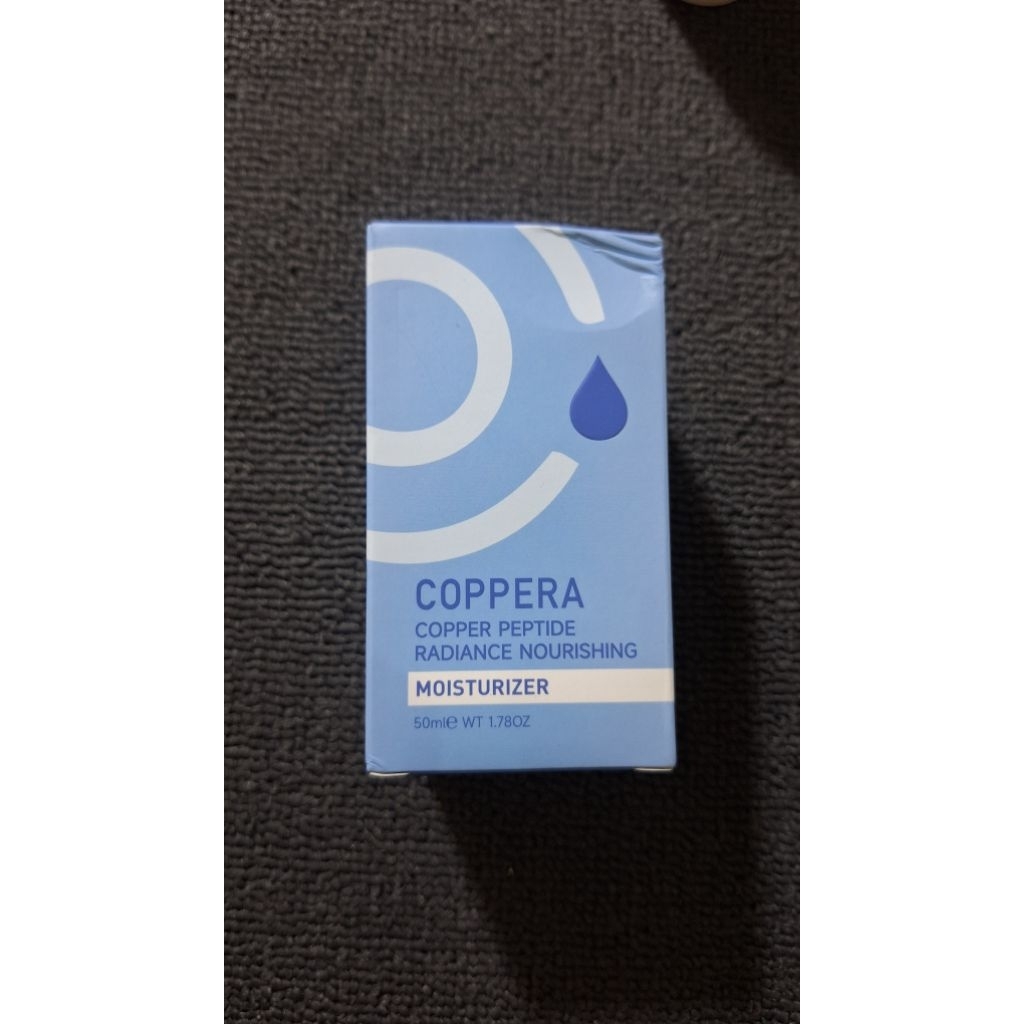 COPPERA
COPPER PEPTIDE
RADIANCE NOURISHING
MOISTURIZER
50ml℮ WT 1.78OZ